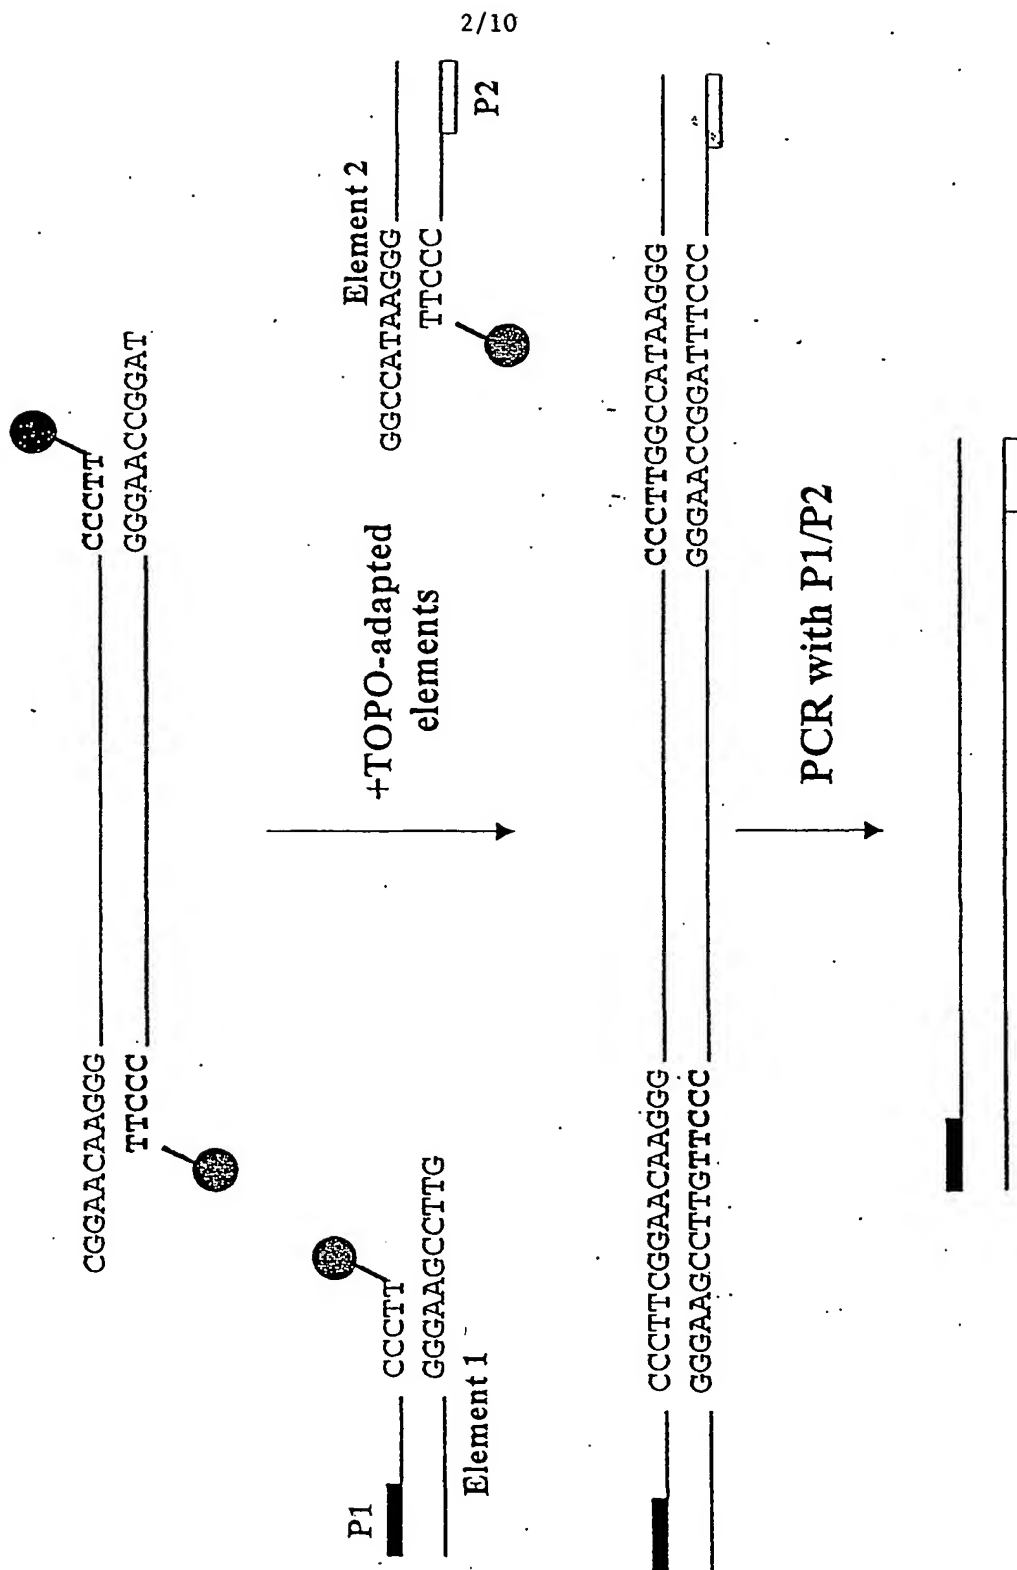 2/10
CCCTT
CGGAACAAGGG
GGGAACCGGAT
TTCCC
+TOPO-adapted
elements
P1
CCCTT
GGGAAGCCTTG
Element 1
Element 2
GGCCATAAGGG
TTCCC
P2
CCCTTCGGAACAAGGG
CCCTTGGCCATAAGGG
GGGAAGCCTTGTTCCC
GGGAACCGGATTTCCC
PCR with P1/P2